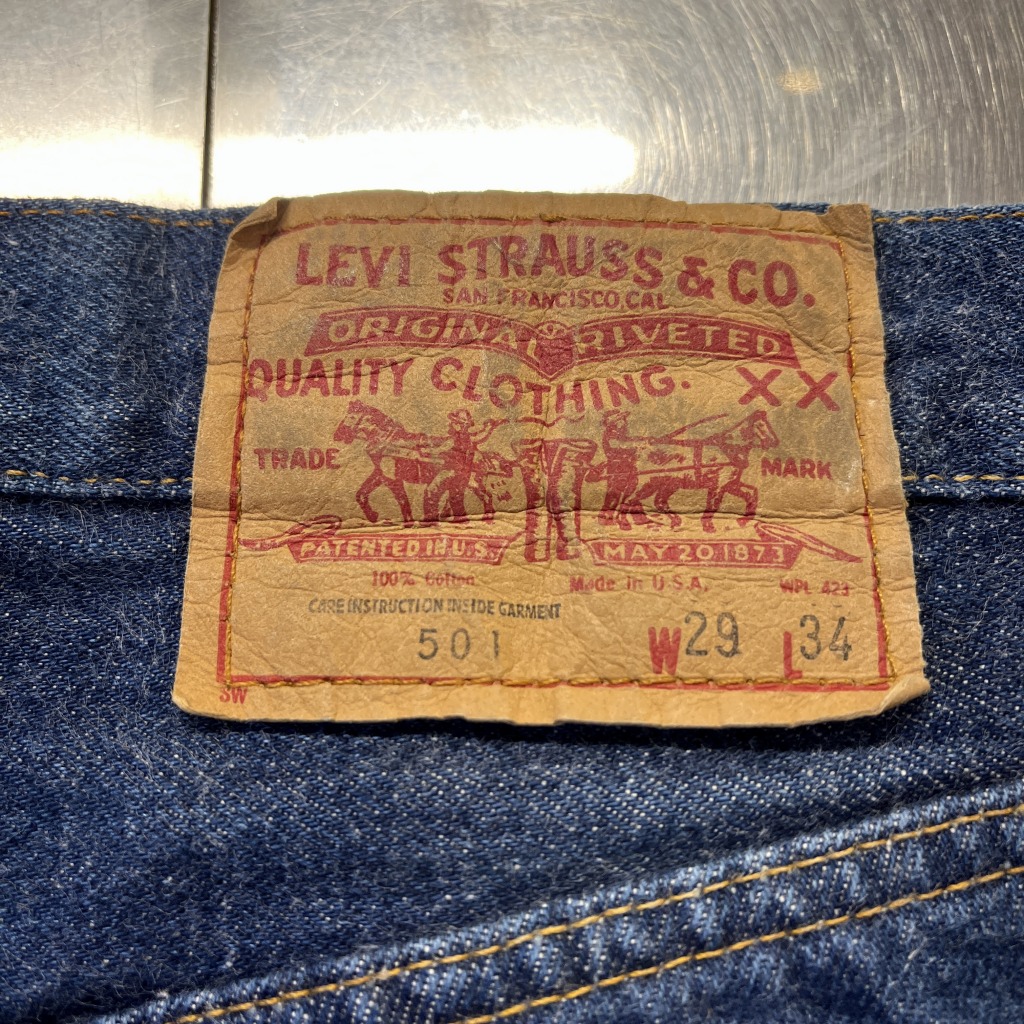 LEVI STRAUSS & CO.
SAN FRANCISCO CAL
ORIGINAL RIVETED
QUALITY CLOTHING. XX
TRADE MARK
PATENTED IN U.S. MAY 20 1873
100% Cotton Made in U.S.A. WPL 423
CARE INSTRUCTION INSIDE GARMENT
501 W29 L34
SW